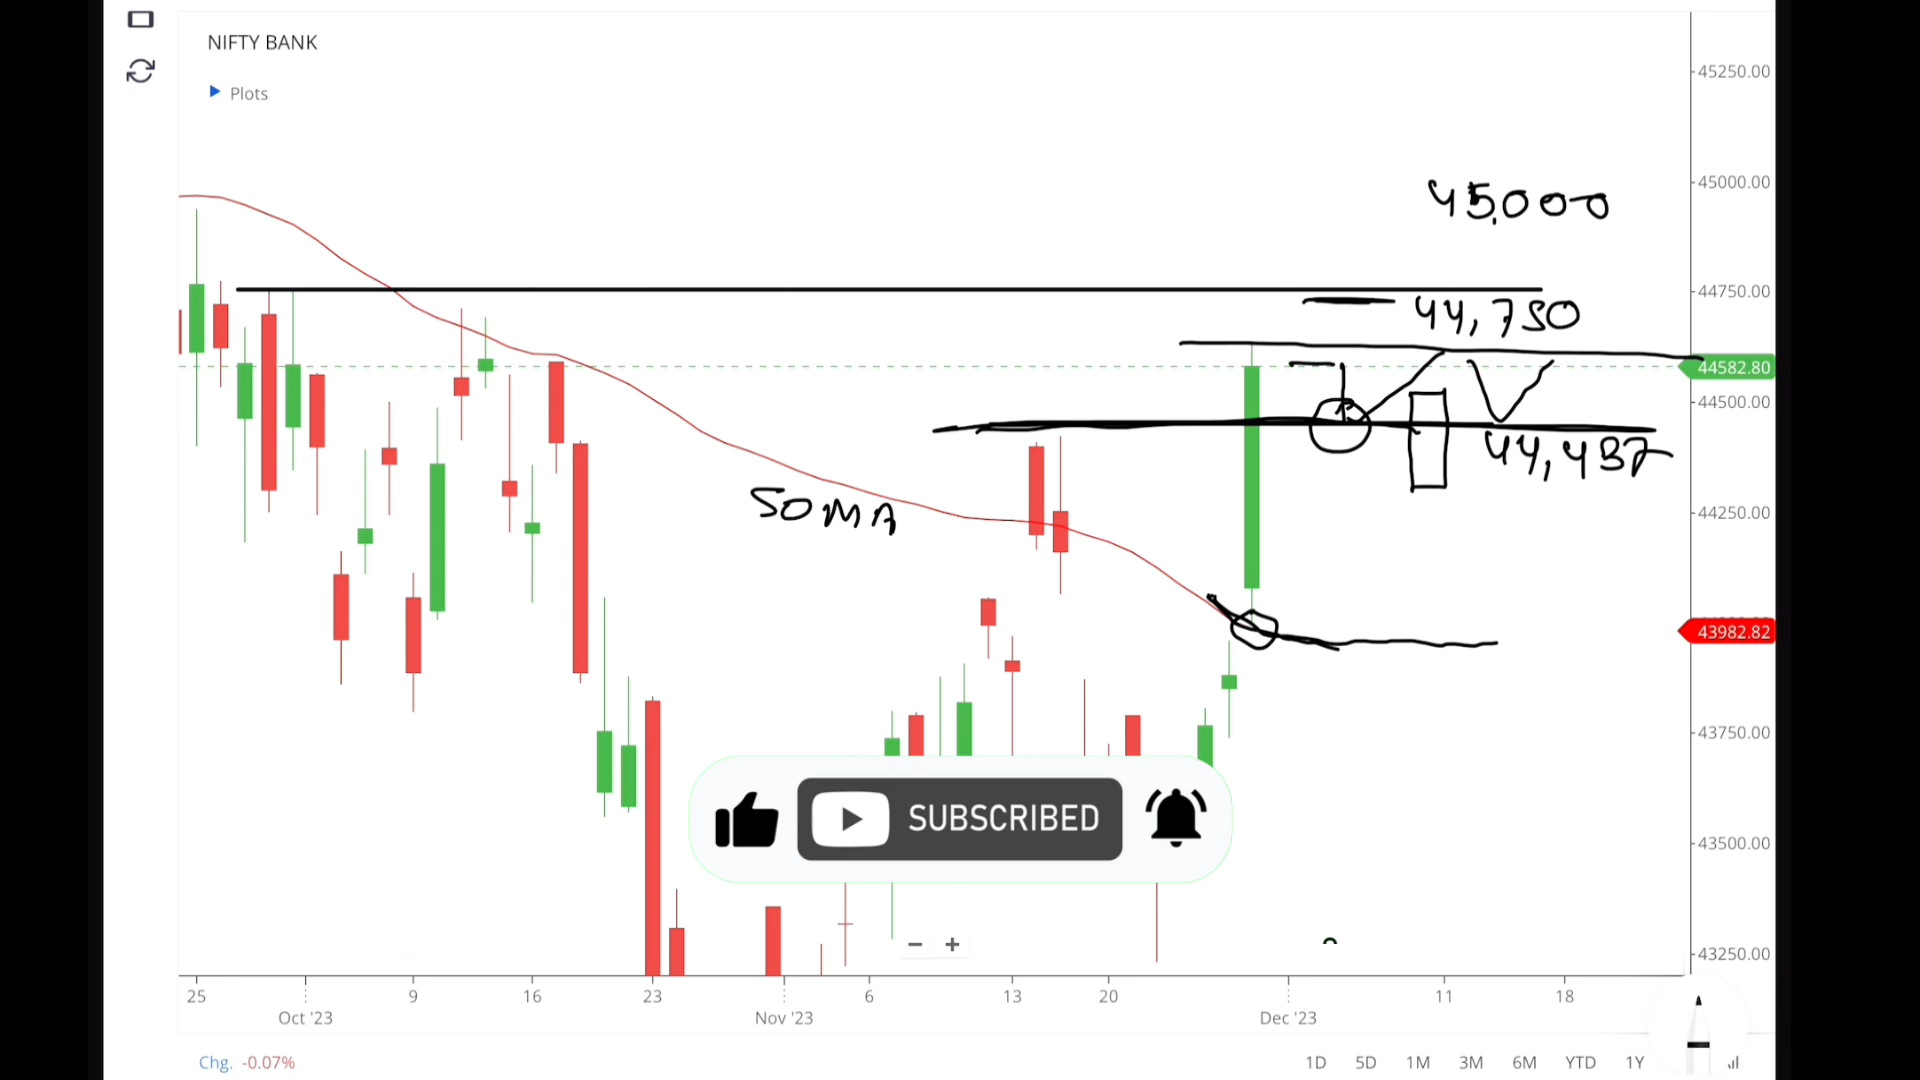 NIFTY BANK
Plots
45250.00
45000.00
45,000
44750.00
44,750
44582.80
44500.00
44,437
44250.00
50MA
43982.82
43750.00
SUBSCRIBED
43500.00
43250.00
25 9 16 23 6 13 20 11 18
Oct '23 Nov '23 Dec '23
Chg. -0.07% 1D 5D 1M 3M 6M YTD 1Y